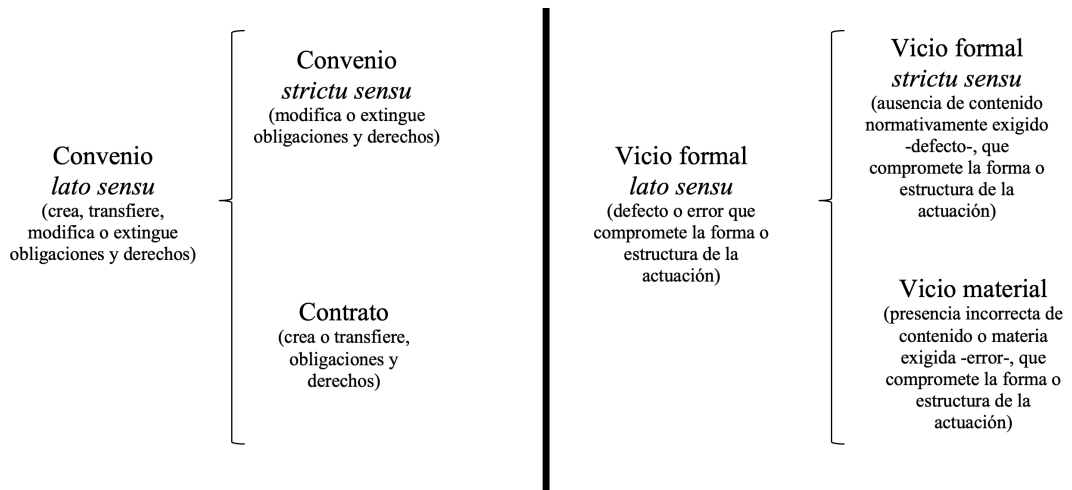 Convenio
lato sensu
(crea, transfiere,
modifica o extingue
obligaciones y derechos)
Convenio
strictu sensu
(modifica o extingue
obligaciones y derechos)
Contrato
(crea o transfiere,
obligaciones y
derechos)
Vicio formal
lato sensu
(defecto o error que
compromete la forma o
estructura de la
actuación)
Vicio formal
strictu sensu
(ausencia de contenido
normativamente exigido
-defecto-, que
compromete la forma o
estructura de la
actuación)
Vicio material
(presencia incorrecta de
contenido o materia
exigida -error-, que
compromete la forma o
estructura de la
actuación)